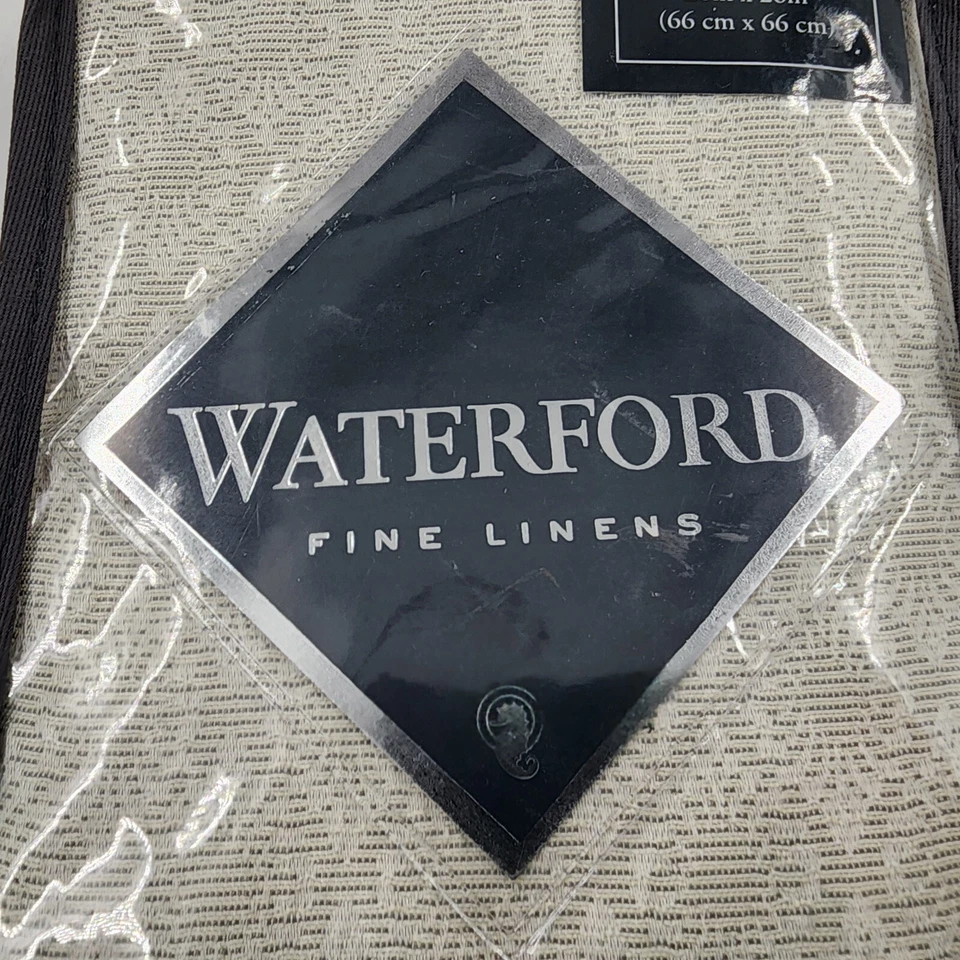 (66 cm x 66 cm)
WATERFORD
FINE LINENS